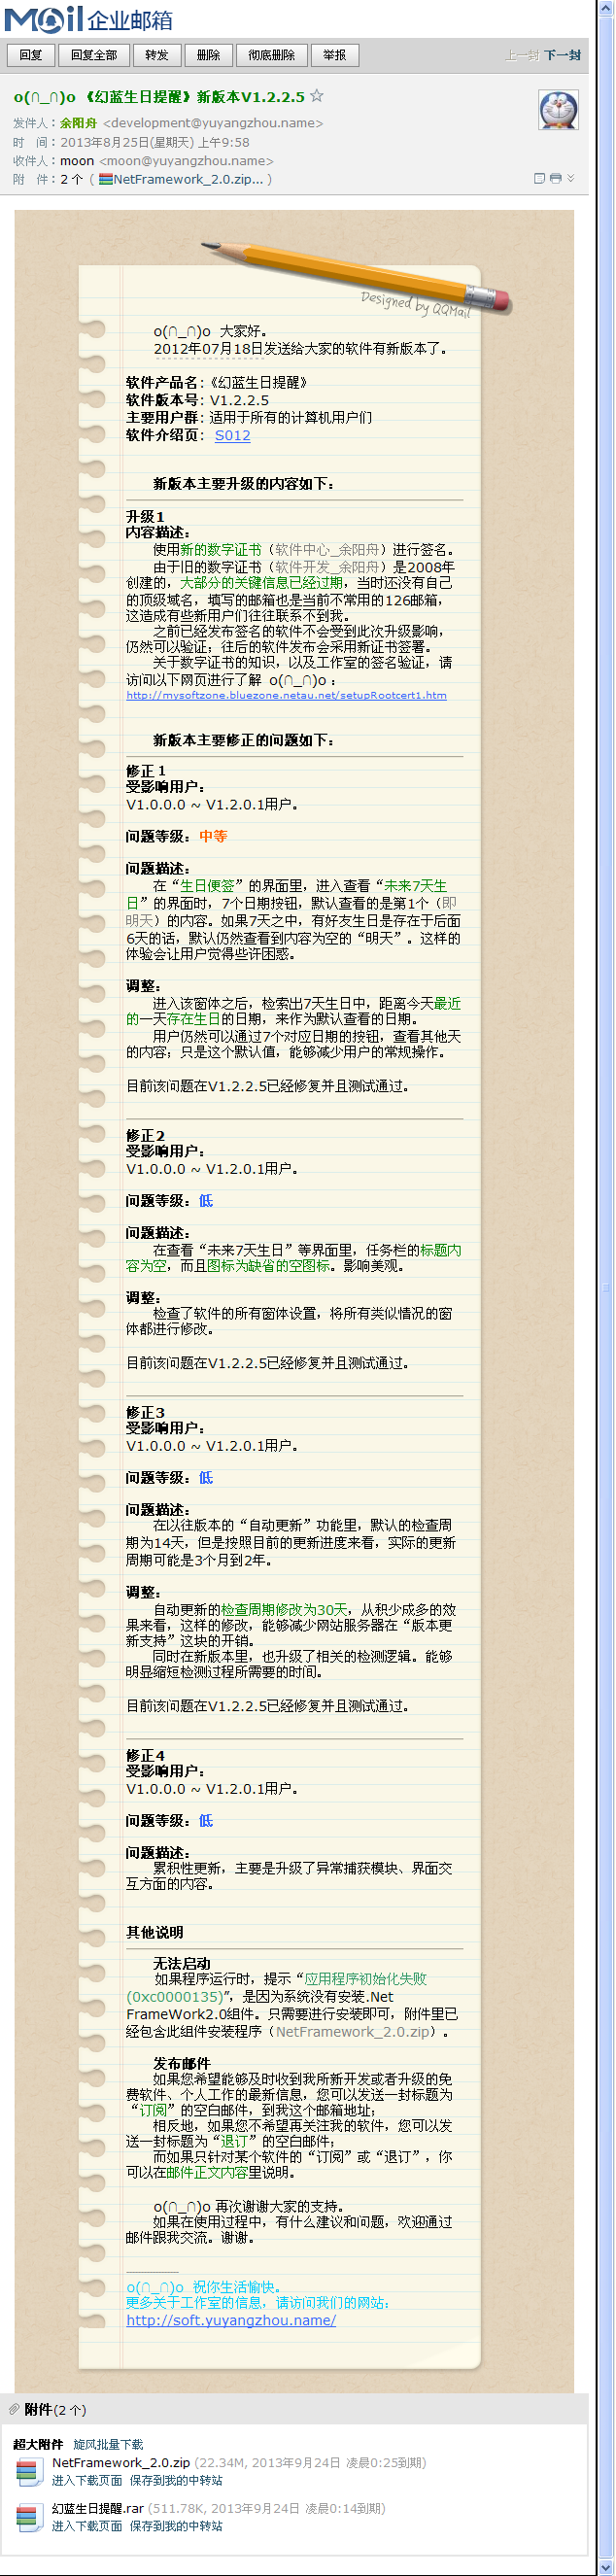 Mail 企业邮箱
回复 回复全部 转发 删除 彻底删除 举报 上一封 下一封
o(∩_∩)o 《幻蓝生日提醒》新版本V1.2.2.5 ☆
发件人：余阳舟 <development@yuyangzhou.name>
时 间：2013年8月25日(星期天) 上午9:58
收件人：moon <moon@yuyangzhou.name>
附 件：2 个 ( NetFramework_2.0.zip... )
Designed by QQMail
o(∩_∩)o 大家好。
2012年07月18日发送给大家的软件有新版本了。
软件产品名：《幻蓝生日提醒》
软件版本号：V1.2.2.5
主要用户群：适用于所有的计算机用户们
软件介绍页： S012
新版本主要升级的内容如下：
升级1
内容描述：
使用新的数字证书（软件中心_余阳舟）进行签名。
由于旧的数字证书（软件开发_余阳舟）是2008年
创建的，大部分的关键信息已经过期，当时还没有自己
的顶级域名，填写的邮箱也是当前不常用的126邮箱，
这造成有些新用户们往往联系不到我。
之前已经发布签名的软件不会受到此次升级影响，
仍然可以验证；往后的软件发布会采用新证书签署。
关于数字证书的知识，以及工作室的签名验证，请
访问以下网页进行了解 o(∩_∩)o ：
http://mysoftzone.bluezone.netau.net/setupRootcert1.htm
新版本主要修正的问题如下：
修正 1
受影响用户：
V1.0.0.0 ~ V1.2.0.1用户。
问题等级：中等
问题描述：
在“生日便签”的界面里，进入查看“未来7天生
日”的界面时，7个日期按钮，默认查看的是第1个（即
明天）的内容。如果7天之中，有好友生日是存在于后面
6天的话，默认仍然查看到内容为空的“明天”。这样的
体验会让用户觉得些许困惑。
调整：
进入该窗体之后，检索出7天生日中，距离今天最近
的一天存在生日的日期，来作为默认查看的日期。
用户仍然可以通过7个对应日期的按钮，查看其他天
的内容；只是这个默认值，能够减少用户的常规操作。
目前该问题在V1.2.2.5已经修复并且测试通过。
修正2
受影响用户：
V1.0.0.0 ~ V1.2.0.1用户。
问题等级：低
问题描述：
在查看“未来7天生日”等界面里，任务栏的标题内
容为空，而且图标为缺省的空图标。影响美观。
调整：
检查了软件的所有窗体设置，将所有类似情况的窗
体都进行修改。
目前该问题在V1.2.2.5已经修复并且测试通过。
修正3
受影响用户：
V1.0.0.0 ~ V1.2.0.1用户。
问题等级：低
问题描述：
在以往版本的“自动更新”功能里，默认的检查周
期为14天，但是按照目前的更新进度来看，实际的更新
周期可能是3个月到2年。
调整：
自动更新的检查周期修改为30天，从积少成多的效
果来看，这样的修改，能够减少网站服务器在“版本更
新支持”这块的开销。
同时在新版本里，也升级了相关的检测逻辑。能够
明显缩短检测过程所需要的时间。
目前该问题在V1.2.2.5已经修复并且测试通过。
修正4
受影响用户：
V1.0.0.0 ~ V1.2.0.1用户。
问题等级：低
问题描述：
累积性更新，主要是升级了异常捕获模块、界面交
互方面的内容。
其他说明
无法启动
如果程序运行时，提示“应用程序初始化失败
(0xc0000135)”，是因为系统没有安装.Net
FrameWork2.0组件。只需要进行安装即可，附件里已
经包含此组件安装程序（NetFramework_2.0.zip）。
发布邮件
如果您希望能够及时收到我所新开发或者升级的免
费软件、个人工作的最新信息，您可以发送一封标题为
“订阅”的空白邮件，到我这个邮箱地址；
相反地，如果您不希望再关注我的软件，您可以发
送一封标题为“退订”的空白邮件；
而如果只针对某个软件的“订阅”或“退订”，你
可以在邮件正文内容里说明。
o(∩_∩)o 再次谢谢大家的支持。
如果在使用过程中，有什么建议和问题，欢迎通过
邮件跟我交流。谢谢。
o(∩_∩)o 祝你生活愉快。
更多关于工作室的信息，请访问我们的网站：
http://soft.yuyangzhou.name/
附件(2 个)
超大附件 旋风批量下载
NetFramework_2.0.zip (22.34M, 2013年9月24日 凌晨0:25到期)
进入下载页面 保存到我的中转站
幻蓝生日提醒.rar (511.78K, 2013年9月24日 凌晨0:14到期)
进入下载页面 保存到我的中转站